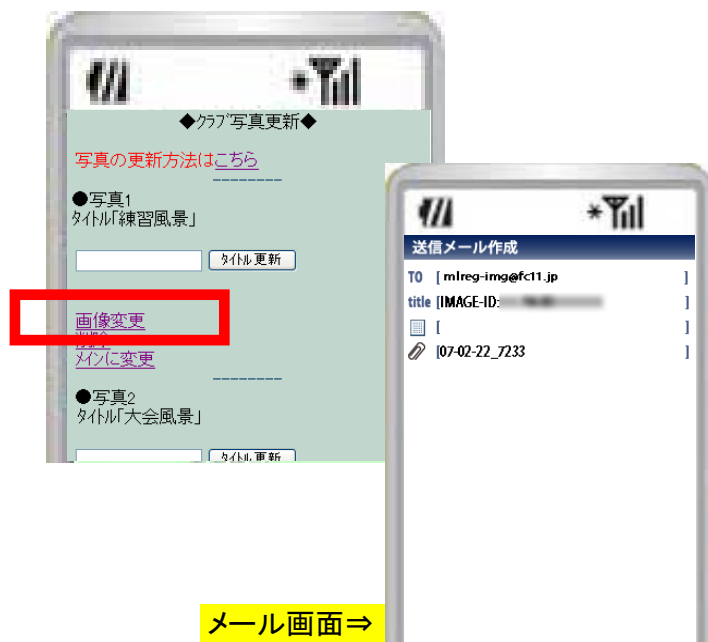 ◆ｸﾗﾌﾞ写真更新◆
写真の更新方法はこちら
--------
●写真1
ﾀｲﾄﾙ｢練習風景｣
ﾀｲﾄﾙ更新
画像変更
削除
ﾒｲﾝに変更
--------
●写真2
ﾀｲﾄﾙ｢大会風景｣
ﾀｲﾄﾙ更新
送信メール作成
TO [mlreg-img@fc11.jp ]
title [IMAGE-ID: ]
[ ]
[07-02-22_7233 ]
メール画面⇒